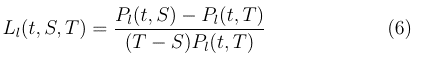 L_l(t, S, T) = \frac{P_l(t, S) − P_l(t, T)}{(T − S)P_l(t, T)} (6)